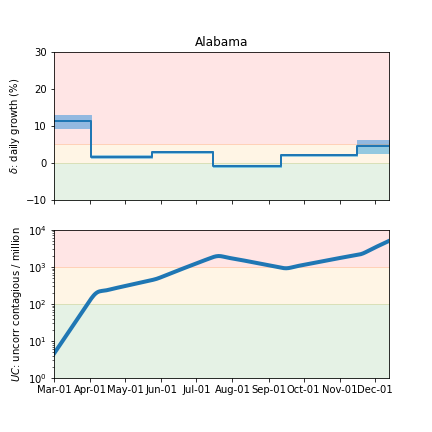 Alabama
30
20
10
0
−10
δ: daily growth (%)
10⁴
10³
10²
10¹
10⁰
UC: uncorr contagious / million
Mar-01 Apr-01 May-01 Jun-01 Jul-01 Aug-01 Sep-01 Oct-01 Nov-01 Dec-01